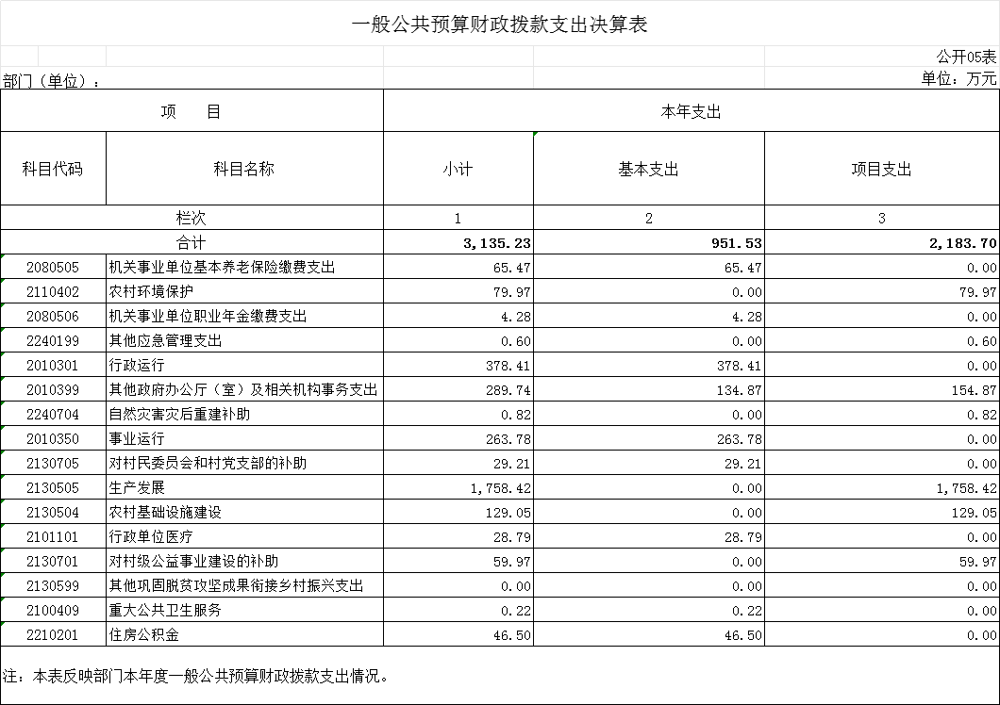 一般公共预算财政拨款支出决算表
公开05表
部门（单位）： 单位：万元
项 目 本年支出
科目代码 科目名称 小计 基本支出 项目支出
栏次 1 2 3
合计 3,135.23 951.53 2,183.70
2080505 机关事业单位基本养老保险缴费支出 65.47 65.47 0.00
2110402 农村环境保护 79.97 0.00 79.97
2080506 机关事业单位职业年金缴费支出 4.28 4.28 0.00
2240199 其他应急管理支出 0.60 0.00 0.60
2010301 行政运行 378.41 378.41 0.00
2010399 其他政府办公厅（室）及相关机构事务支出 289.74 134.87 154.87
2240704 自然灾害灾后重建补助 0.82 0.00 0.82
2010350 事业运行 263.78 263.78 0.00
2130705 对村民委员会和村党支部的补助 29.21 29.21 0.00
2130505 生产发展 1,758.42 0.00 1,758.42
2130504 农村基础设施建设 129.05 0.00 129.05
2101101 行政单位医疗 28.79 28.79 0.00
2130701 对村级公益事业建设的补助 59.97 0.00 59.97
2130599 其他巩固脱贫攻坚成果衔接乡村振兴支出 0.00 0.00 0.00
2100409 重大公共卫生服务 0.22 0.22 0.00
2210201 住房公积金 46.50 46.50 0.00
注：本表反映部门本年度一般公共预算财政拨款支出情况。